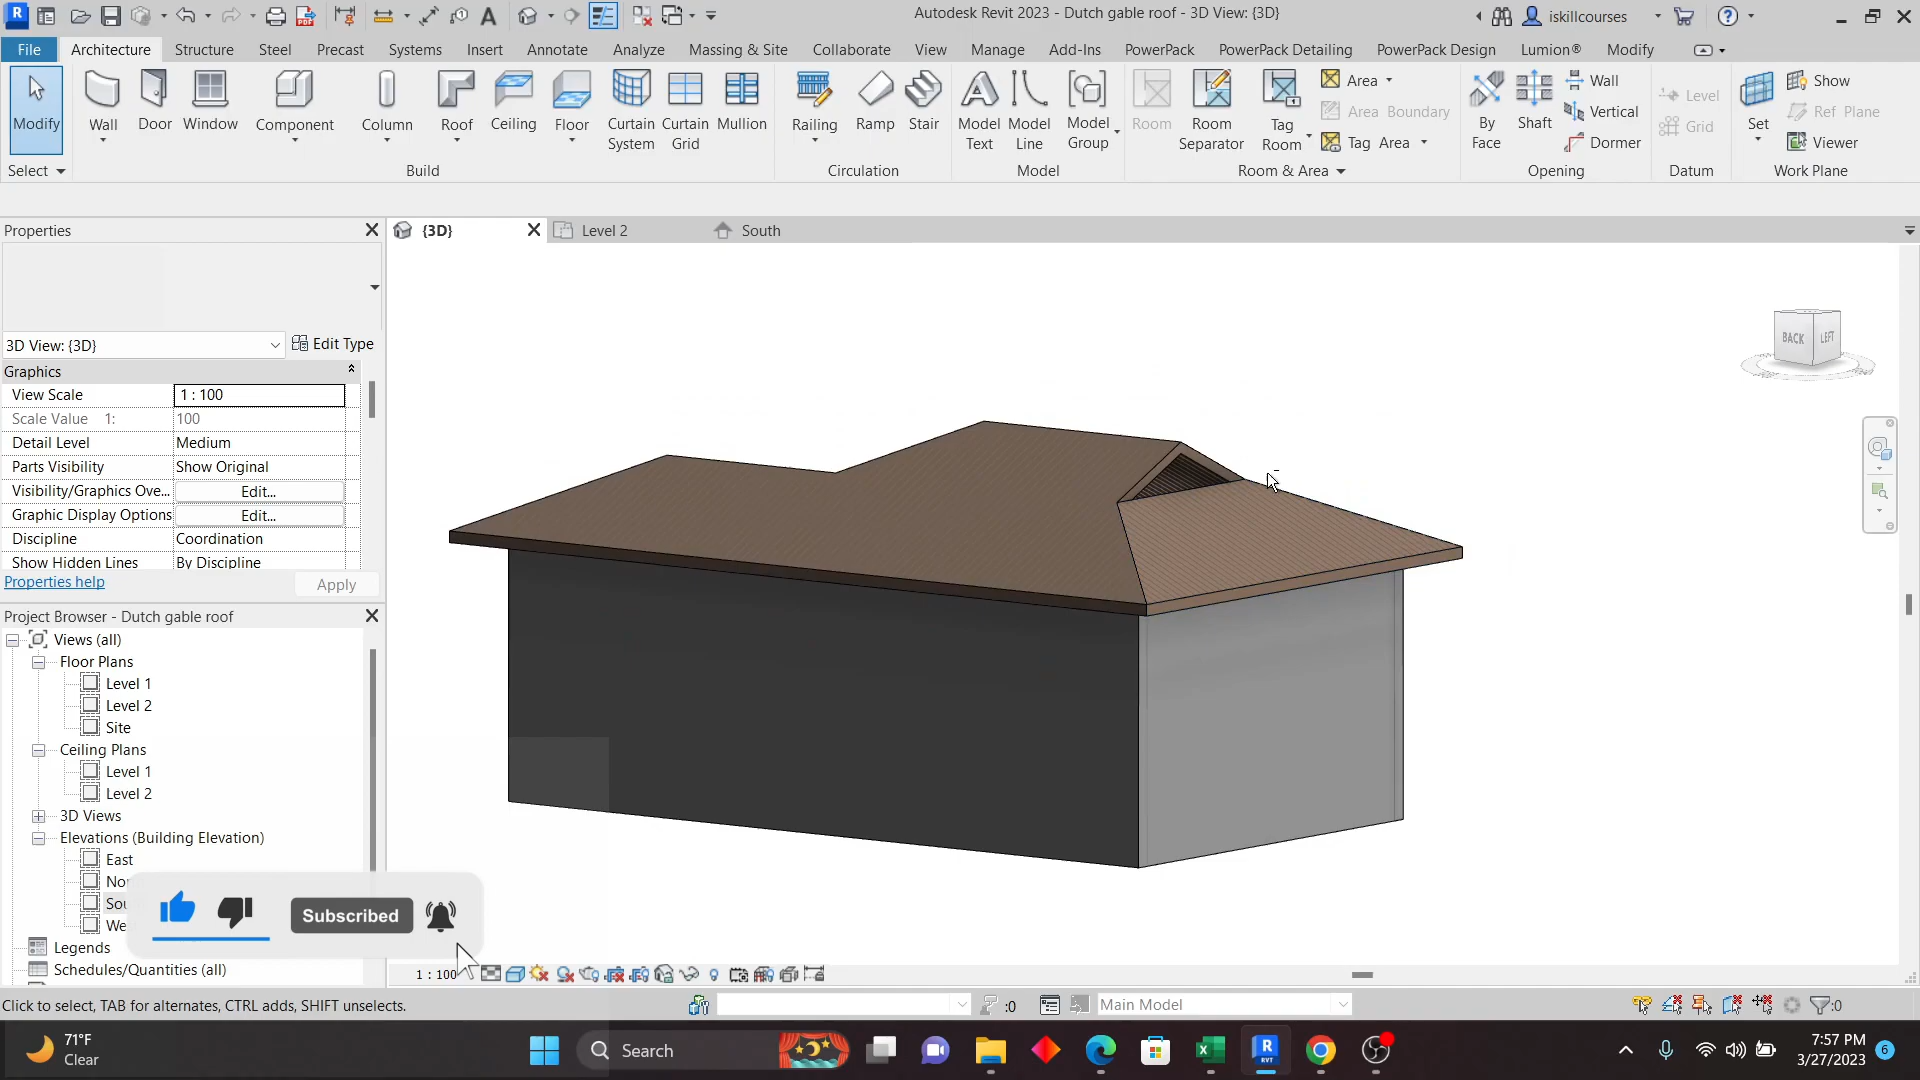 Autodesk Revit 2023 - Dutch gable roof - 3D View: {3D}
iskillcourses
File Architecture Structure Steel Precast Systems Insert Annotate Analyze Massing & Site Collaborate View Manage Add-Ins PowerPack PowerPack Detailing PowerPack Design Lumion® Modify
Modify
Wall
Door
Window
Component
Column
Roof
Ceiling
Floor
Curtain System
Curtain Grid
Mullion
Railing
Ramp
Stair
Model Text
Model Line
Model Group
Room
Room Separator
Tag Room
Area
Area Boundary
Tag Area
By Face
Shaft
Wall
Vertical
Dormer
Level
Grid
Set
Show
Ref Plane
Viewer
Select Build Circulation Model Room & Area Opening Datum Work Plane
Properties
{3D} Level 2 South
3D View: {3D} Edit Type
Graphics
View Scale 1 : 100
Scale Value 1: 100
Detail Level Medium
Parts Visibility Show Original
Visibility/Graphics Ove... Edit...
Graphic Display Options Edit...
Discipline Coordination
Show Hidden Lines By Discipline
Properties help Apply
BACK LEFT
Project Browser - Dutch gable roof
Views (all)
Floor Plans
Level 1
Level 2
Site
Ceiling Plans
Level 1
Level 2
3D Views
Elevations (Building Elevation)
East
Legends
Schedules/Quantities (all)
Subscribed
1 : 100
Click to select, TAB for alternates, CTRL adds, SHIFT unselects.
:0
Main Model
:0
71°F
Clear
Search
RVT
7:57 PM
3/27/2023
6